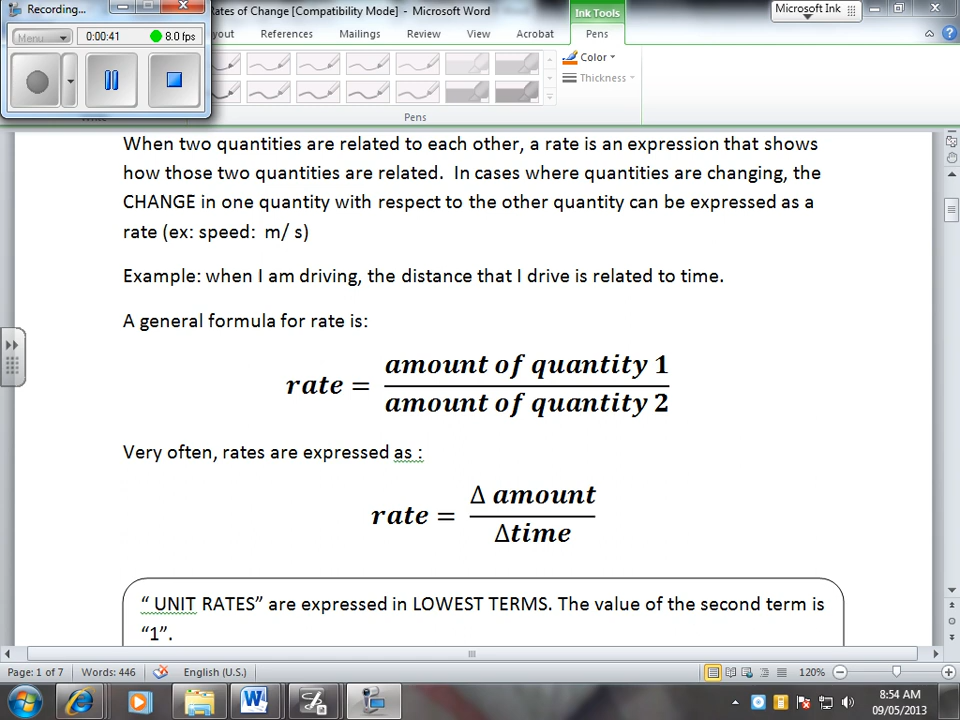 Recording...
Rates of Change [Compatibility Mode] - Microsoft Word
Ink Tools
Microsoft Ink
Menu
0:00:41
8.0 fps
yout References Mailings Review View Acrobat Pens
Color
Thickness
Pens
When two quantities are related to each other, a rate is an expression that shows
how those two quantities are related. In cases where quantities are changing, the
CHANGE in one quantity with respect to the other quantity can be expressed as a
rate (ex: speed: m/ s)
Example: when I am driving, the distance that I drive is related to time.
A general formula for rate is:
rate = amount of quantity 1 / amount of quantity 2
Very often, rates are expressed as :
rate = Δ amount / Δtime
“ UNIT RATES” are expressed in LOWEST TERMS. The value of the second term is
“1”.
Page: 1 of 7 Words: 446 English (U.S.) 120%
8:54 AM
09/05/2013